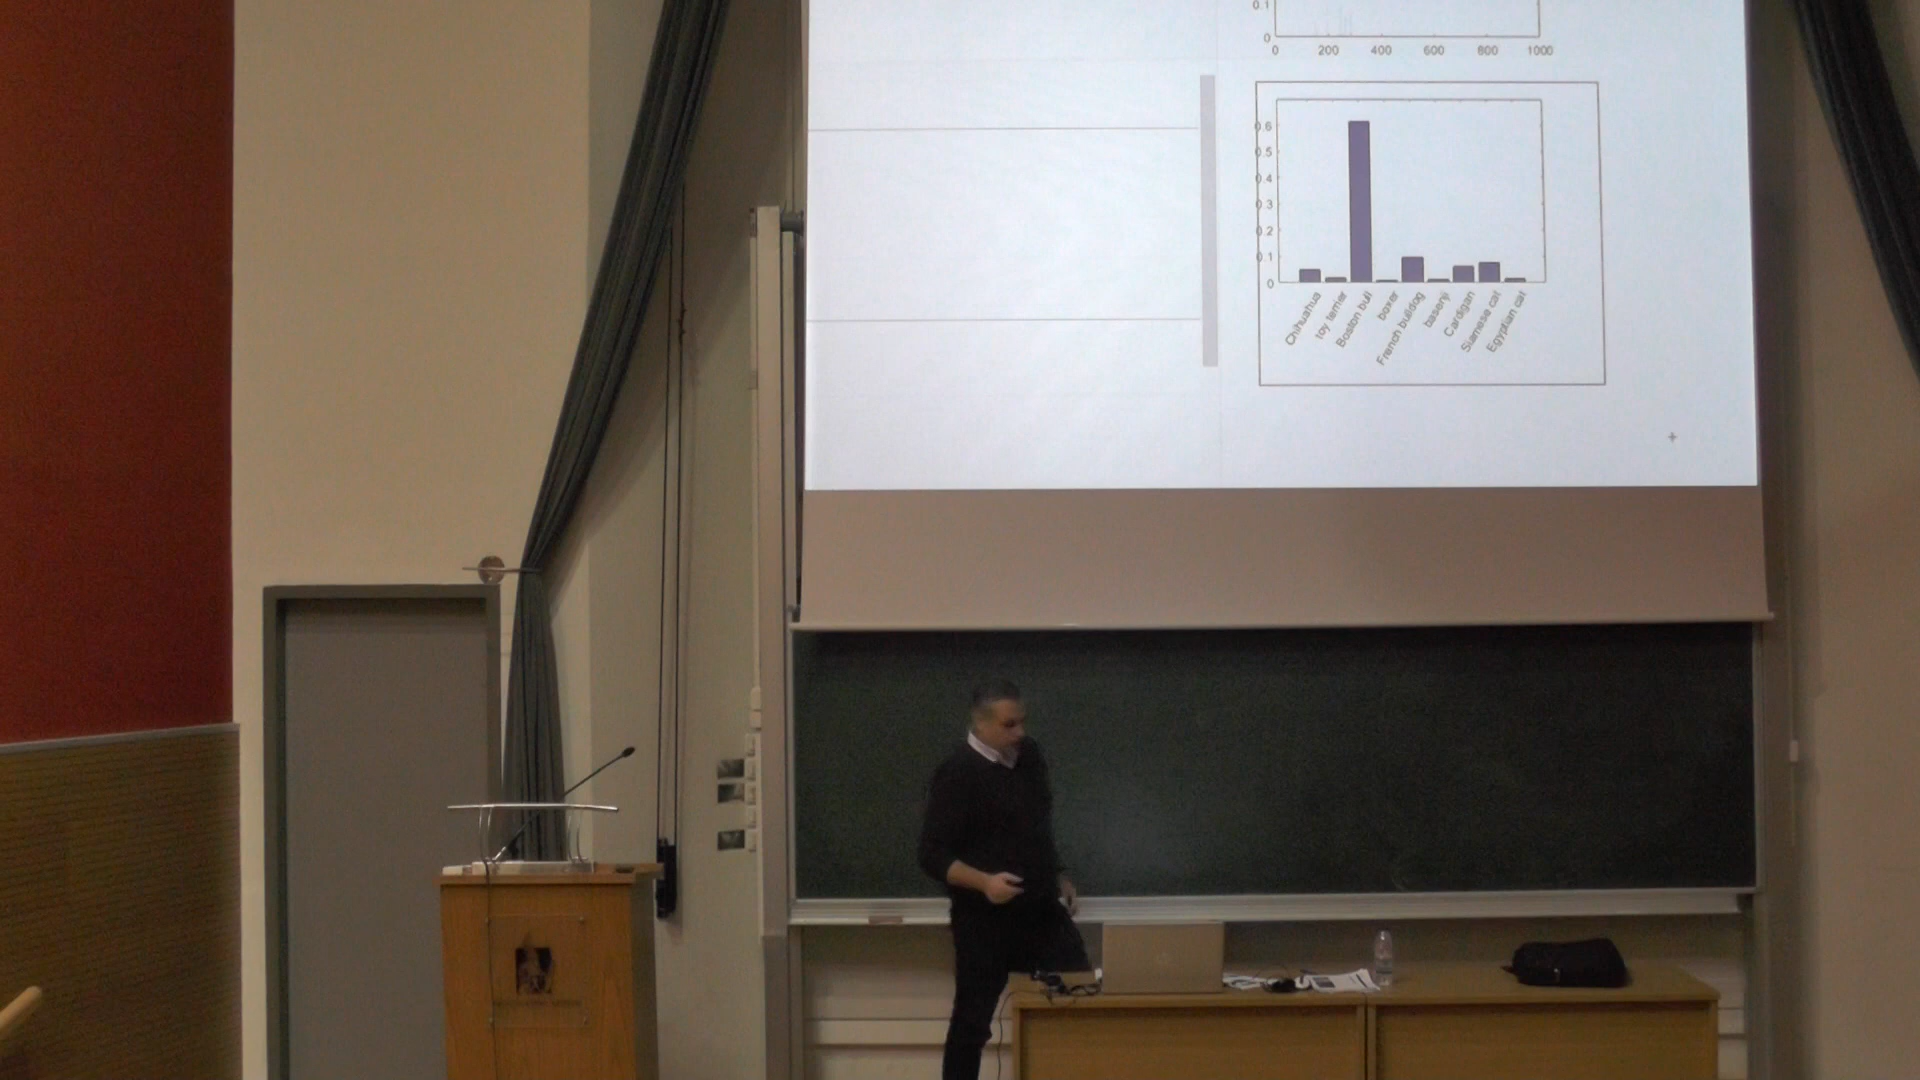 0.1
0
0 200 400 600 800 1000
0.6
0.5
0.4
0.3
0.2
0.1
0
Chihuahua
toy terrier
Boston bull
boxer
French bulldog
basenji
Cardigan
Siamese cat
Egyptian cat